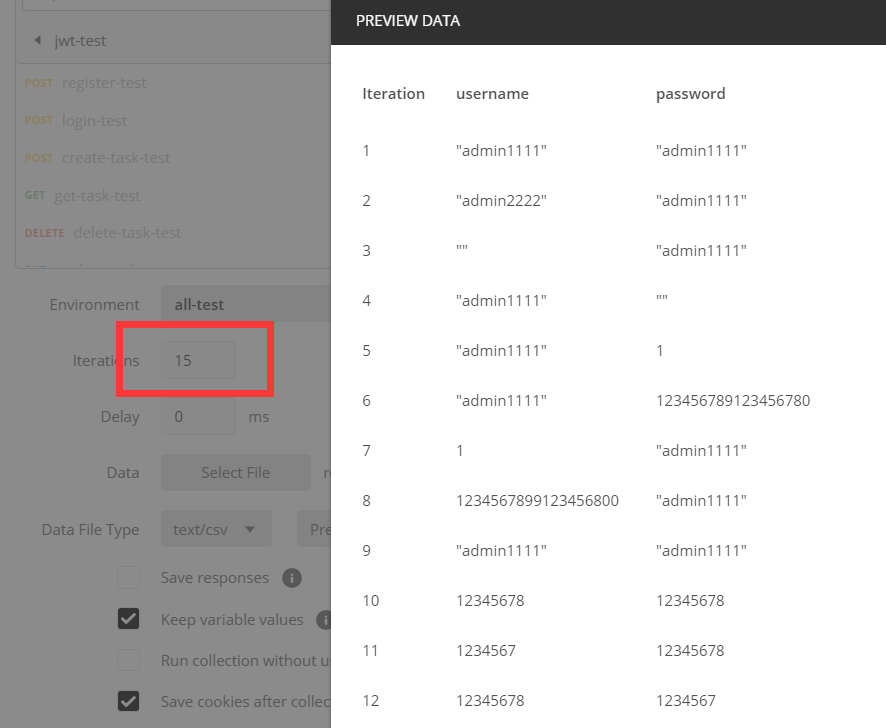 PREVIEW DATA
jwt-test
POST register-test
POST login-test
POST create-task-test
GET get-task-test
DELETE delete-task-test
Environment all-test
Iterations 15
Delay 0 ms
Data Select File
Data File Type text/csv Pre
Save responses
Keep variable values
Run collection without u
Save cookies after collec
Iteration username password
1 "admin1111" "admin1111"
2 "admin2222" "admin1111"
3 "" "admin1111"
4 "admin1111" ""
5 "admin1111" 1
6 "admin1111" 123456789123456780
7 1 "admin1111"
8 1234567899123456800 "admin1111"
9 "admin1111" "admin1111"
10 12345678 12345678
11 1234567 12345678
12 12345678 1234567